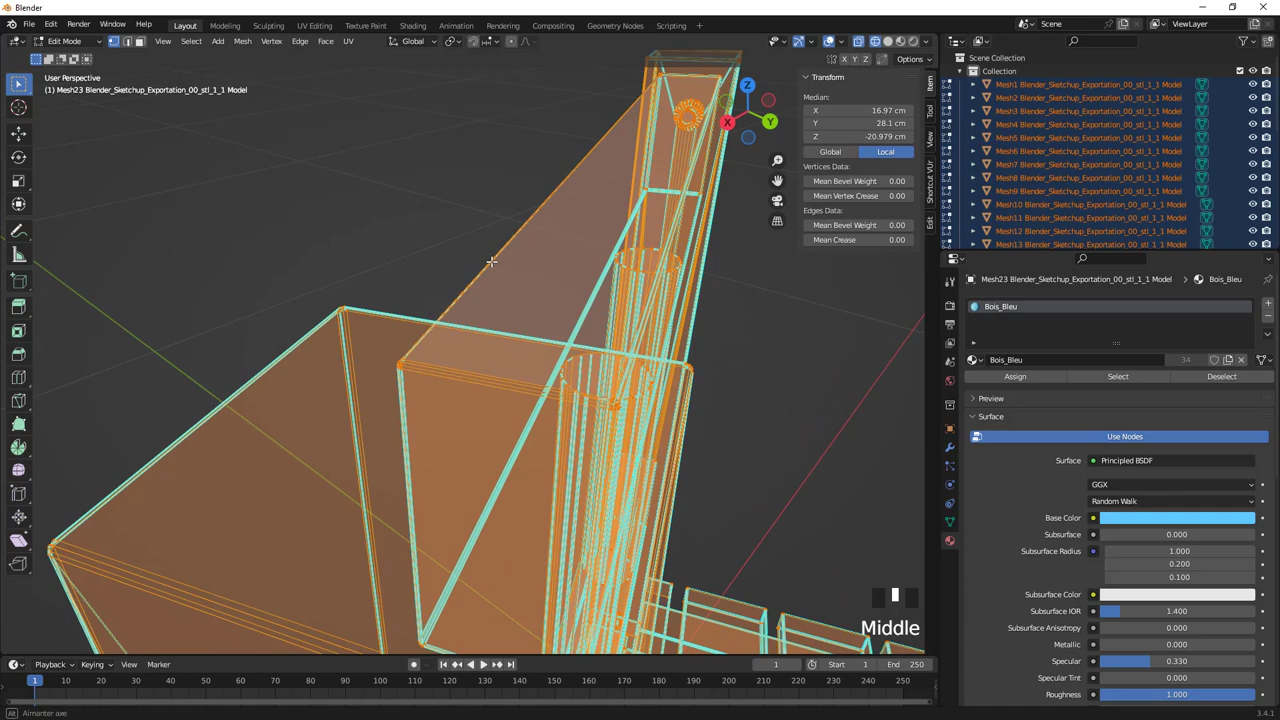 Blender
File Edit Render Window Help Layout Modeling Sculpting UV Editing Texture Paint Shading Animation Rendering Compositing Geometry Nodes Scripting + Scene ViewLayer
Edit Mode View Select Add Mesh Vertex Edge Face UV Global
X Y Z Options
User Perspective
(1) Mesh23 Blender_Sketchup_Exportation_00_stl_1_1 Model
Z
X
Y
Transform
Median:
X 16.97 cm
Y 28.1 cm
Z -20.979 cm
Global Local
Vertices Data:
Mean Bevel Weight 0.00
Mean Vertex Crease 0.00
Edges Data:
Mean Bevel Weight 0.00
Mean Crease 0.00
Item
Tool
View
Shortcut VUr
Edit
Scene Collection
Collection
Mesh1 Blender_Sketchup_Exportation_00_stl_1_1 Model
Mesh2 Blender_Sketchup_Exportation_00_stl_1_1 Model
Mesh3 Blender_Sketchup_Exportation_00_stl_1_1 Model
Mesh4 Blender_Sketchup_Exportation_00_stl_1_1 Model
Mesh5 Blender_Sketchup_Exportation_00_stl_1_1 Model
Mesh6 Blender_Sketchup_Exportation_00_stl_1_1 Model
Mesh7 Blender_Sketchup_Exportation_00_stl_1_1 Model
Mesh8 Blender_Sketchup_Exportation_00_stl_1_1 Model
Mesh9 Blender_Sketchup_Exportation_00_stl_1_1 Model
Mesh10 Blender_Sketchup_Exportation_00_stl_1_1 Model
Mesh11 Blender_Sketchup_Exportation_00_stl_1_1 Model
Mesh12 Blender_Sketchup_Exportation_00_stl_1_1 Model
Mesh13 Blender_Sketchup_Exportation_00_stl_1_1 Model
Mesh23 Blender_Sketchup_Exportation_00_stl_1_1 Model Bois_Bleu
Bois_Bleu
Bois_Bleu 34
Assign Select Deselect
Preview
Surface
Use Nodes
Surface Principled BSDF
GGX
Random Walk
Base Color
Subsurface 0.000
Subsurface Radius 1.000
0.200
0.100
Subsurface Color
Subsurface IOR 1.400
Subsurface Anisotropy 0.000
Metallic 0.000
Specular 0.330
Specular Tint 0.000
Roughness 1.000
Middle
Playback Keying View Marker 1 Start 1 End 250
1 10 20 30 40 50 60 70 80 90 100 110 120 130 140 150 160 170 180 190 200 210 220 230 240 250
Alt Aimanter axe 3.4.1